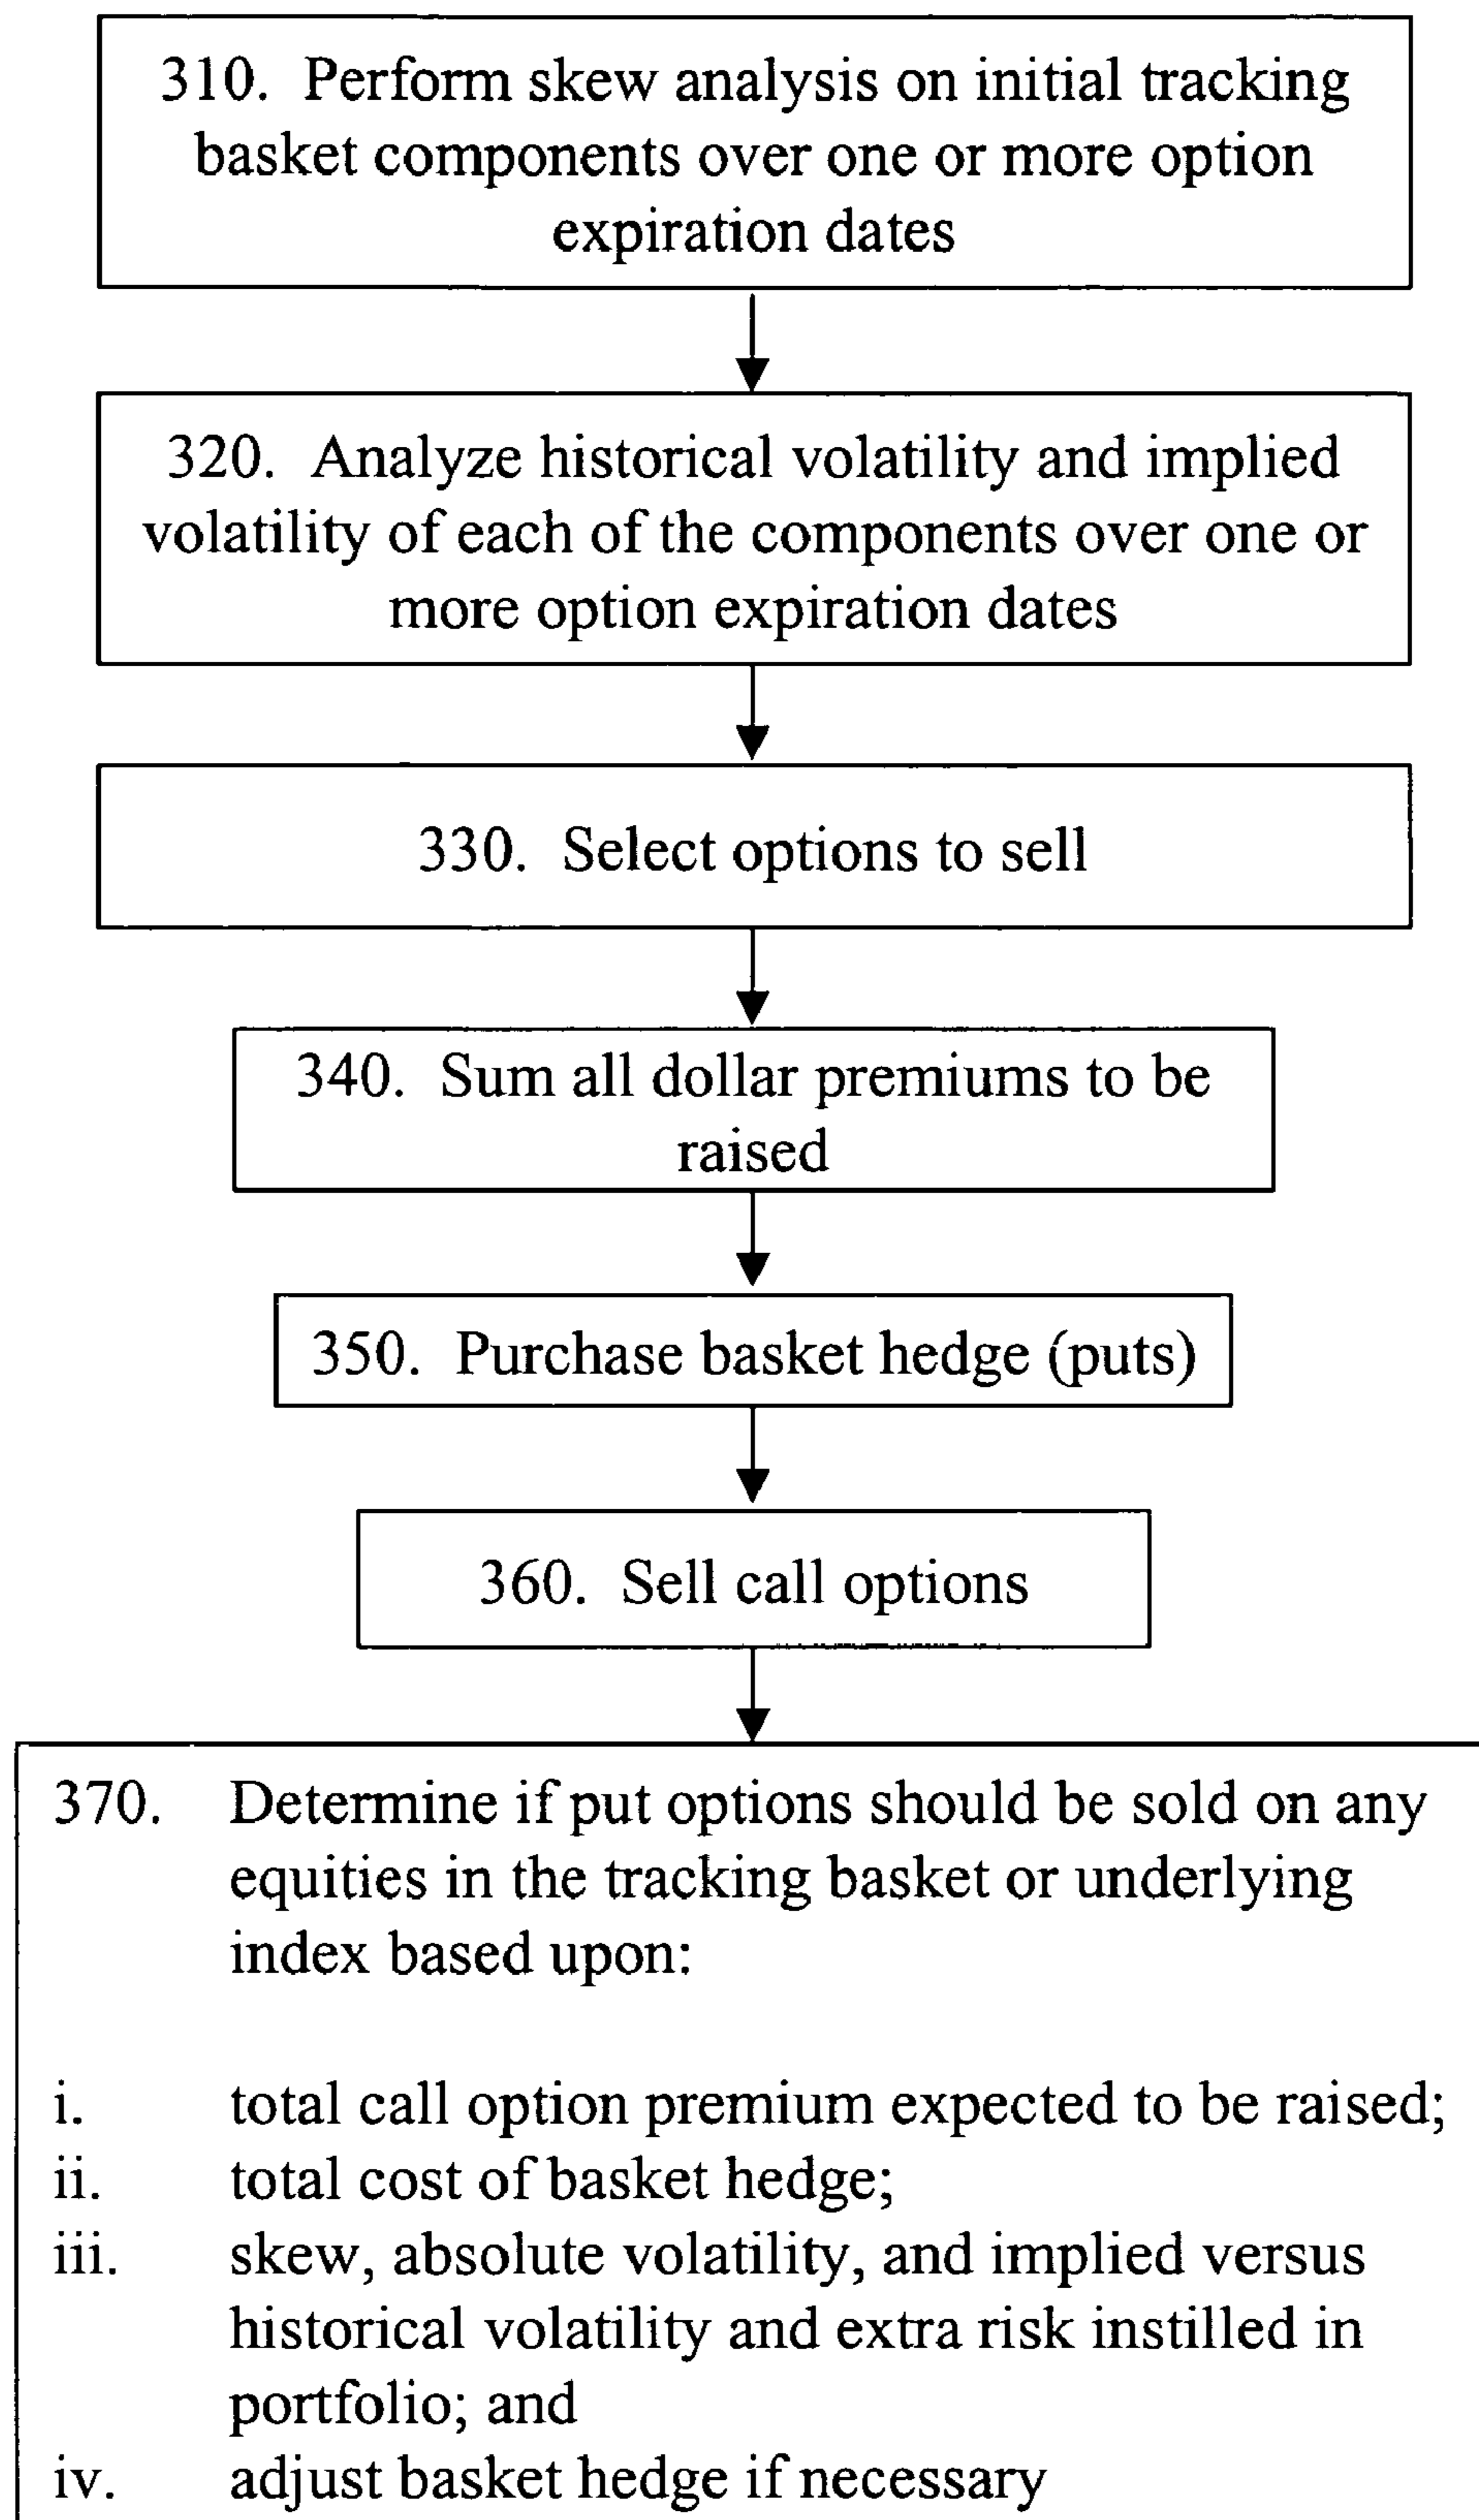 310. Perform skew analysis on initial tracking
basket components over one or more option
expiration dates
320. Analyze historical volatility and implied
volatility of each of the components over one or
more option expiration dates
330. Select options to sell
340. Sum all dollar premiums to be
raised
350. Purchase basket hedge (puts)
360. Sell call options
370. Determine if put options should be sold on any
equities in the tracking basket or underlying
index based upon:
i. total call option premium expected to be raised;
ii. total cost of basket hedge;
iii. skew, absolute volatility, and implied versus
historical volatility and extra risk instilled in
portfolio; and
iv. adjust basket hedge if necessary